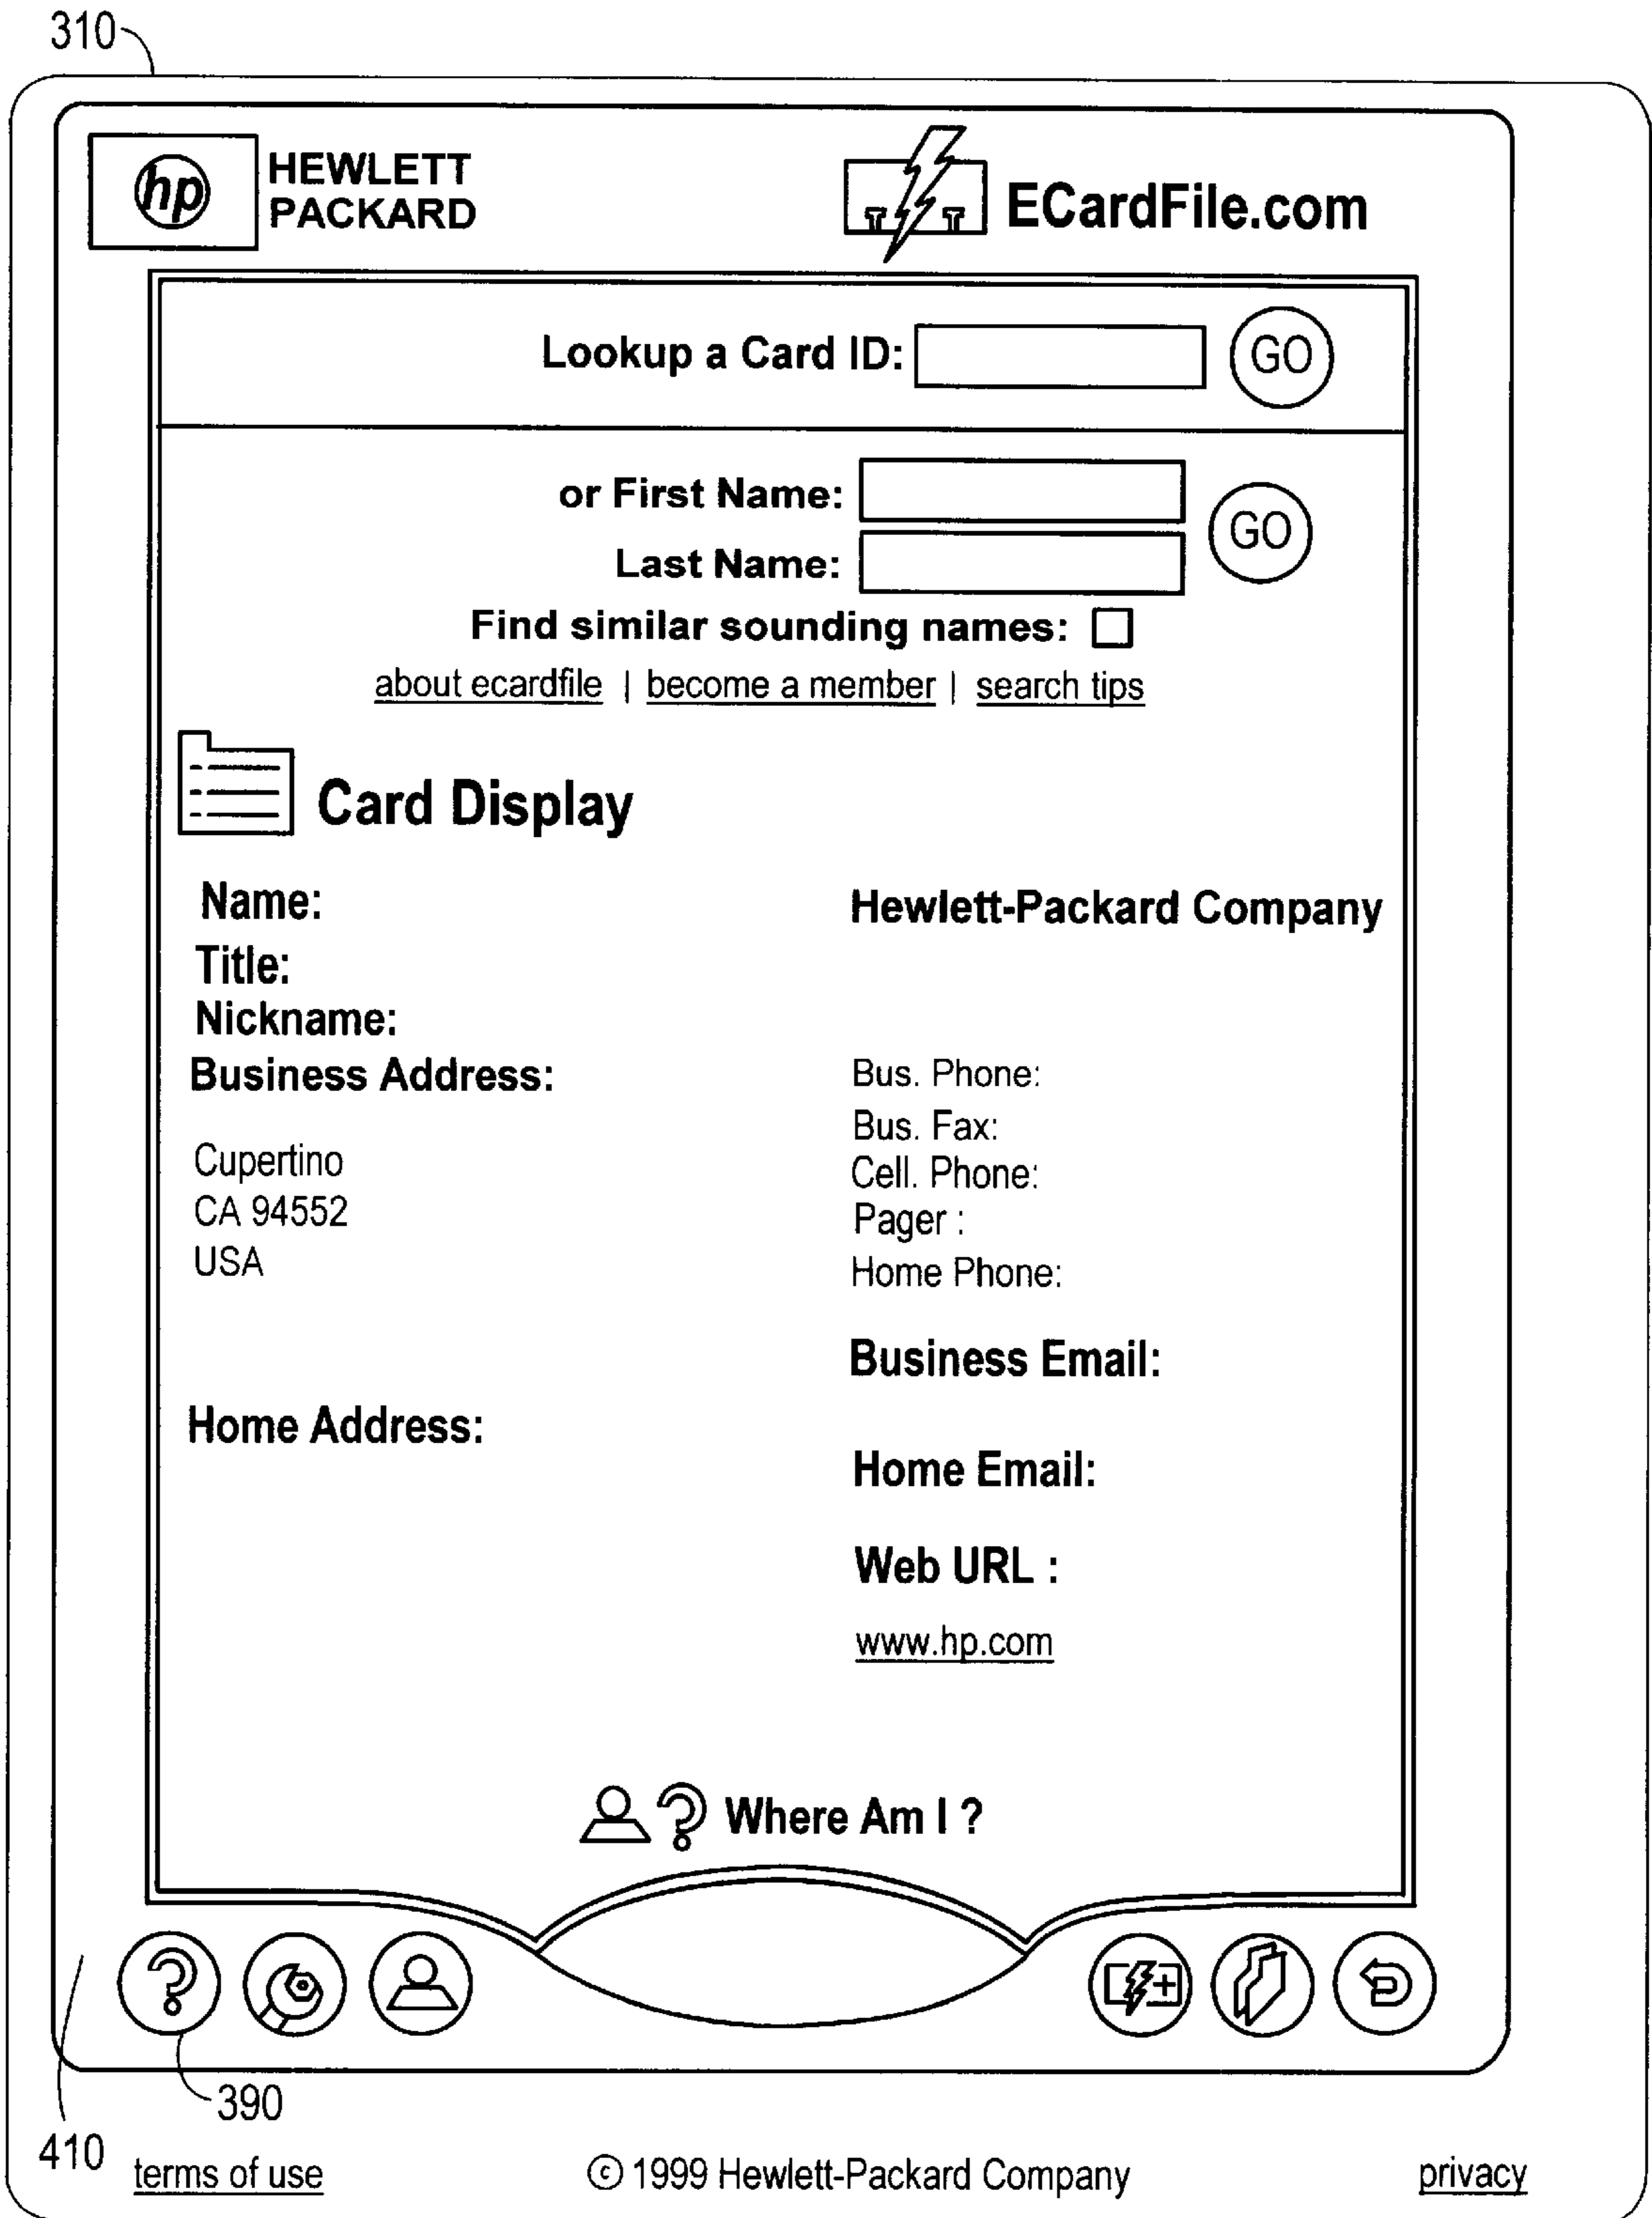 310
hp HEWLETT
PACKARD
ECardFile.com
Lookup a Card ID: GO
or First Name:
GO
Last Name:
Find similar sounding names:
about ecardfile | become a member | search tips
Card Display
Name: Hewlett-Packard Company
Title:
Nickname:
Business Address: Bus. Phone:
Bus. Fax:
Cupertino Cell. Phone:
CA 94552 Pager :
USA Home Phone:
Business Email:
Home Address:
Home Email:
Web URL :
www.hp.com
? Where Am I ?
?
390
410
terms of use © 1999 Hewlett-Packard Company privacy